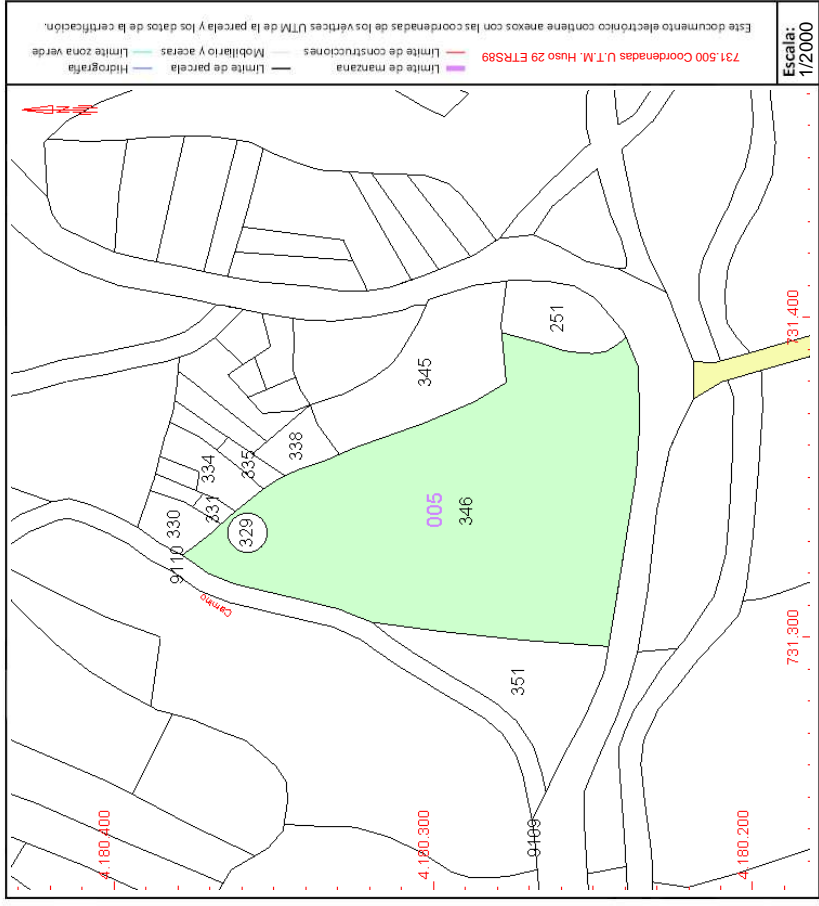 Este documento electrónico contiene anexos con las coordenadas de los vértices UTM de la parcela y los datos de la certificación.
731.500 Coordenadas U.T.M. Huso 29 ETRS89
Límite de manzana
Límite de construcciones
Límite de parcela
Mobiliario y aceras
Hidrografía
Límite zona verde
Escala:
1/2000
N
251
731.400
345
338
335
334
331
330
329
9110
Camino
005
346
731.300
351
9109
4.180.400
4.180.300
4.180.200